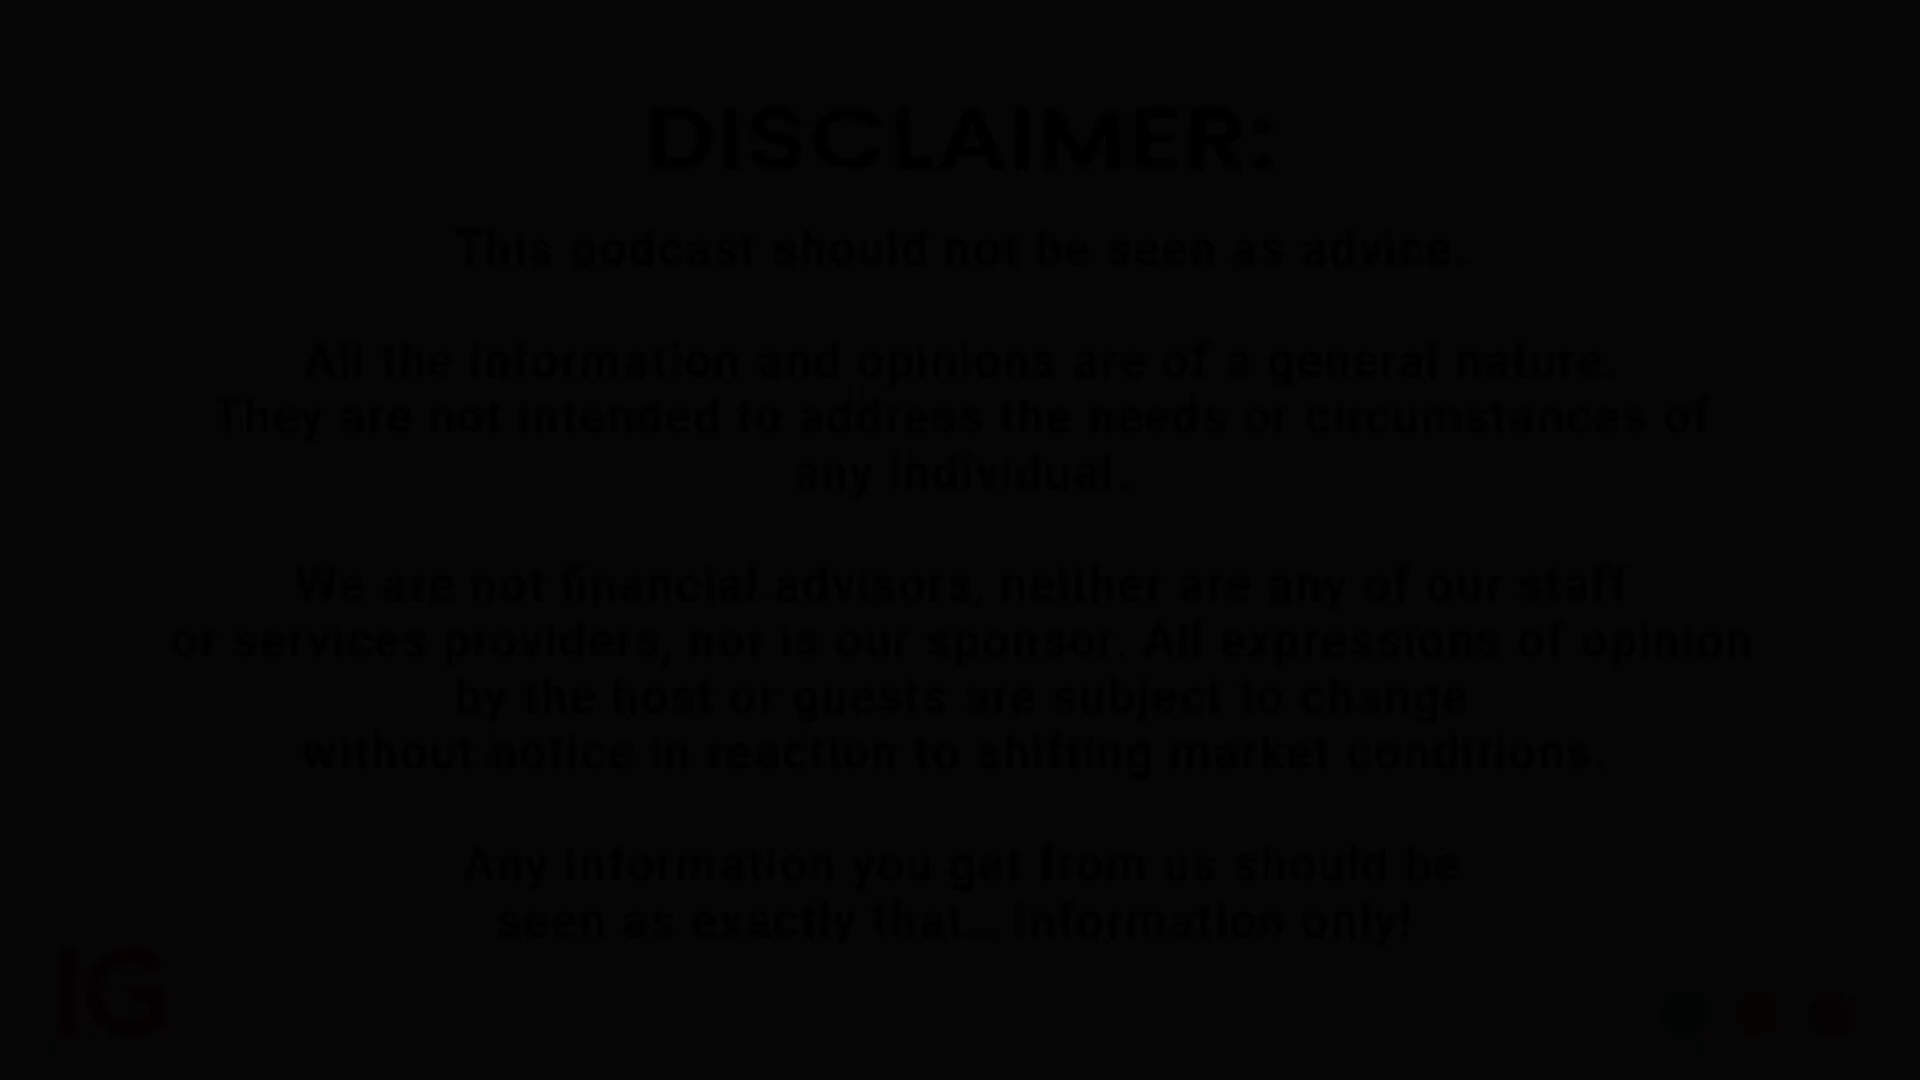 DISCLAIMER:
This podcast should not be seen as advice.
All the information and opinions are of a general nature.
They are not intended to address the needs or circumstances of
any individual.
We are not financial advisors, neither are any of our staff
or services providers, nor is our sponsor. All expressions of opinion
by the host or guests are subject to change
without notice in reaction to shifting market conditions.
Any information you get from us should be
seen as exactly that... information only!
IG